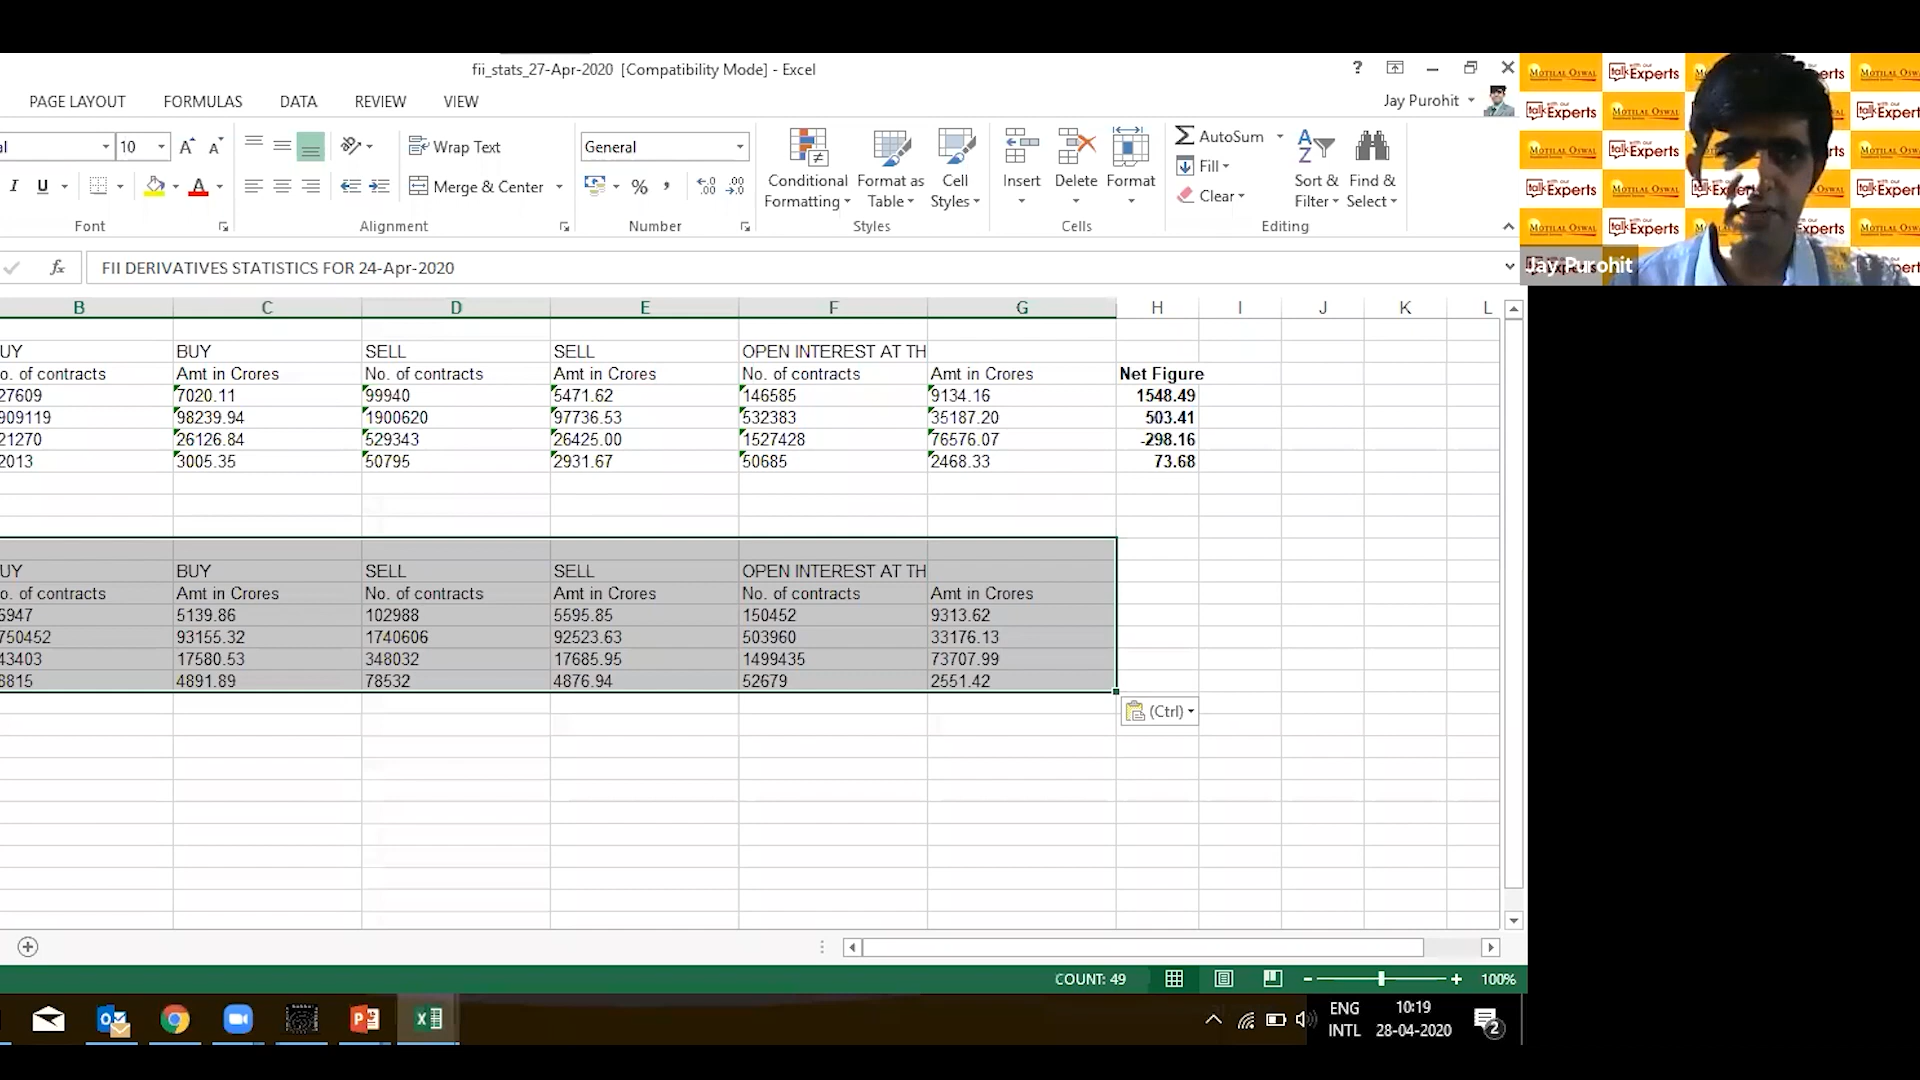 fii_stats_27-Apr-2020 [Compatibility Mode] - Excel
?
PAGE LAYOUT FORMULAS DATA REVIEW VIEW
Jay Purohit
10 A A
Wrap Text
General
I U A
Merge & Center
% ,
Conditional Formatting
Format as Table
Cell Styles
Insert
Delete
Format
AutoSum
Fill
Clear
Sort & Filter
Find & Select
Font Alignment Number Styles Cells Editing
fx FII DERIVATIVES STATISTICS FOR 24-Apr-2020
B C D E F G H I J K L
UY BUY SELL SELL OPEN INTEREST AT TH
o. of contracts Amt in Crores No. of contracts Amt in Crores No. of contracts Amt in Crores Net Figure
27609 7020.11 99940 5471.62 146585 9134.16 1548.49
909119 98239.94 1900620 97736.53 532383 35187.20 503.41
21270 26126.84 529343 26425.00 1527428 76576.07 -298.16
2013 3005.35 50795 2931.67 50685 2468.33 73.68
UY BUY SELL SELL OPEN INTEREST AT TH
o. of contracts Amt in Crores No. of contracts Amt in Crores No. of contracts Amt in Crores
6947 5139.86 102988 5595.85 150452 9313.62
750452 93155.32 1740606 92523.63 503960 33176.13
43403 17580.53 348032 17685.95 1499435 73707.99
8815 4891.89 78532 4876.94 52679 2551.42
(Ctrl)
COUNT: 49 100%
ENG 10:19
INTL 28-04-2020
2
MOTILAL OSWAL talk with our Experts
Jay Purohit